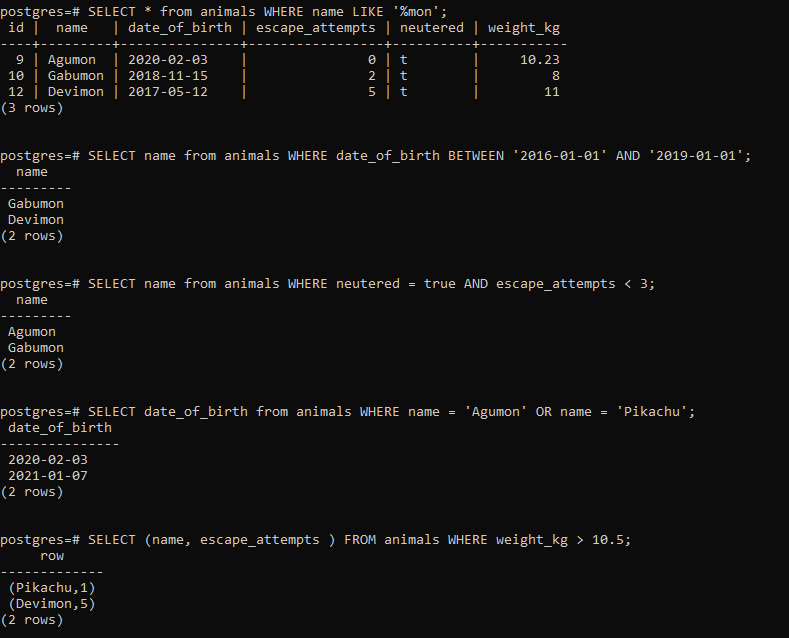 postgres=# SELECT * from animals WHERE name LIKE '%mon';
 id |  name   | date_of_birth | escape_attempts | neutered | weight_kg
----+---------+---------------+-----------------+----------+-----------
  9 | Agumon  | 2020-02-03    |               0 | t        |     10.23
 10 | Gabumon | 2018-11-15    |               2 | t        |         8
 12 | Devimon | 2017-05-12    |               5 | t        |        11
(3 rows)

postgres=# SELECT name from animals WHERE date_of_birth BETWEEN '2016-01-01' AND '2019-01-01';
  name
---------
 Gabumon
 Devimon
(2 rows)

postgres=# SELECT name from animals WHERE neutered = true AND escape_attempts < 3;
  name
---------
 Agumon
 Gabumon
(2 rows)

postgres=# SELECT date_of_birth from animals WHERE name = 'Agumon' OR name = 'Pikachu';
 date_of_birth
---------------
 2020-02-03
 2021-01-07
(2 rows)

postgres=# SELECT (name, escape_attempts ) FROM animals WHERE weight_kg > 10.5;
     row
-------------
 (Pikachu,1)
 (Devimon,5)
(2 rows)